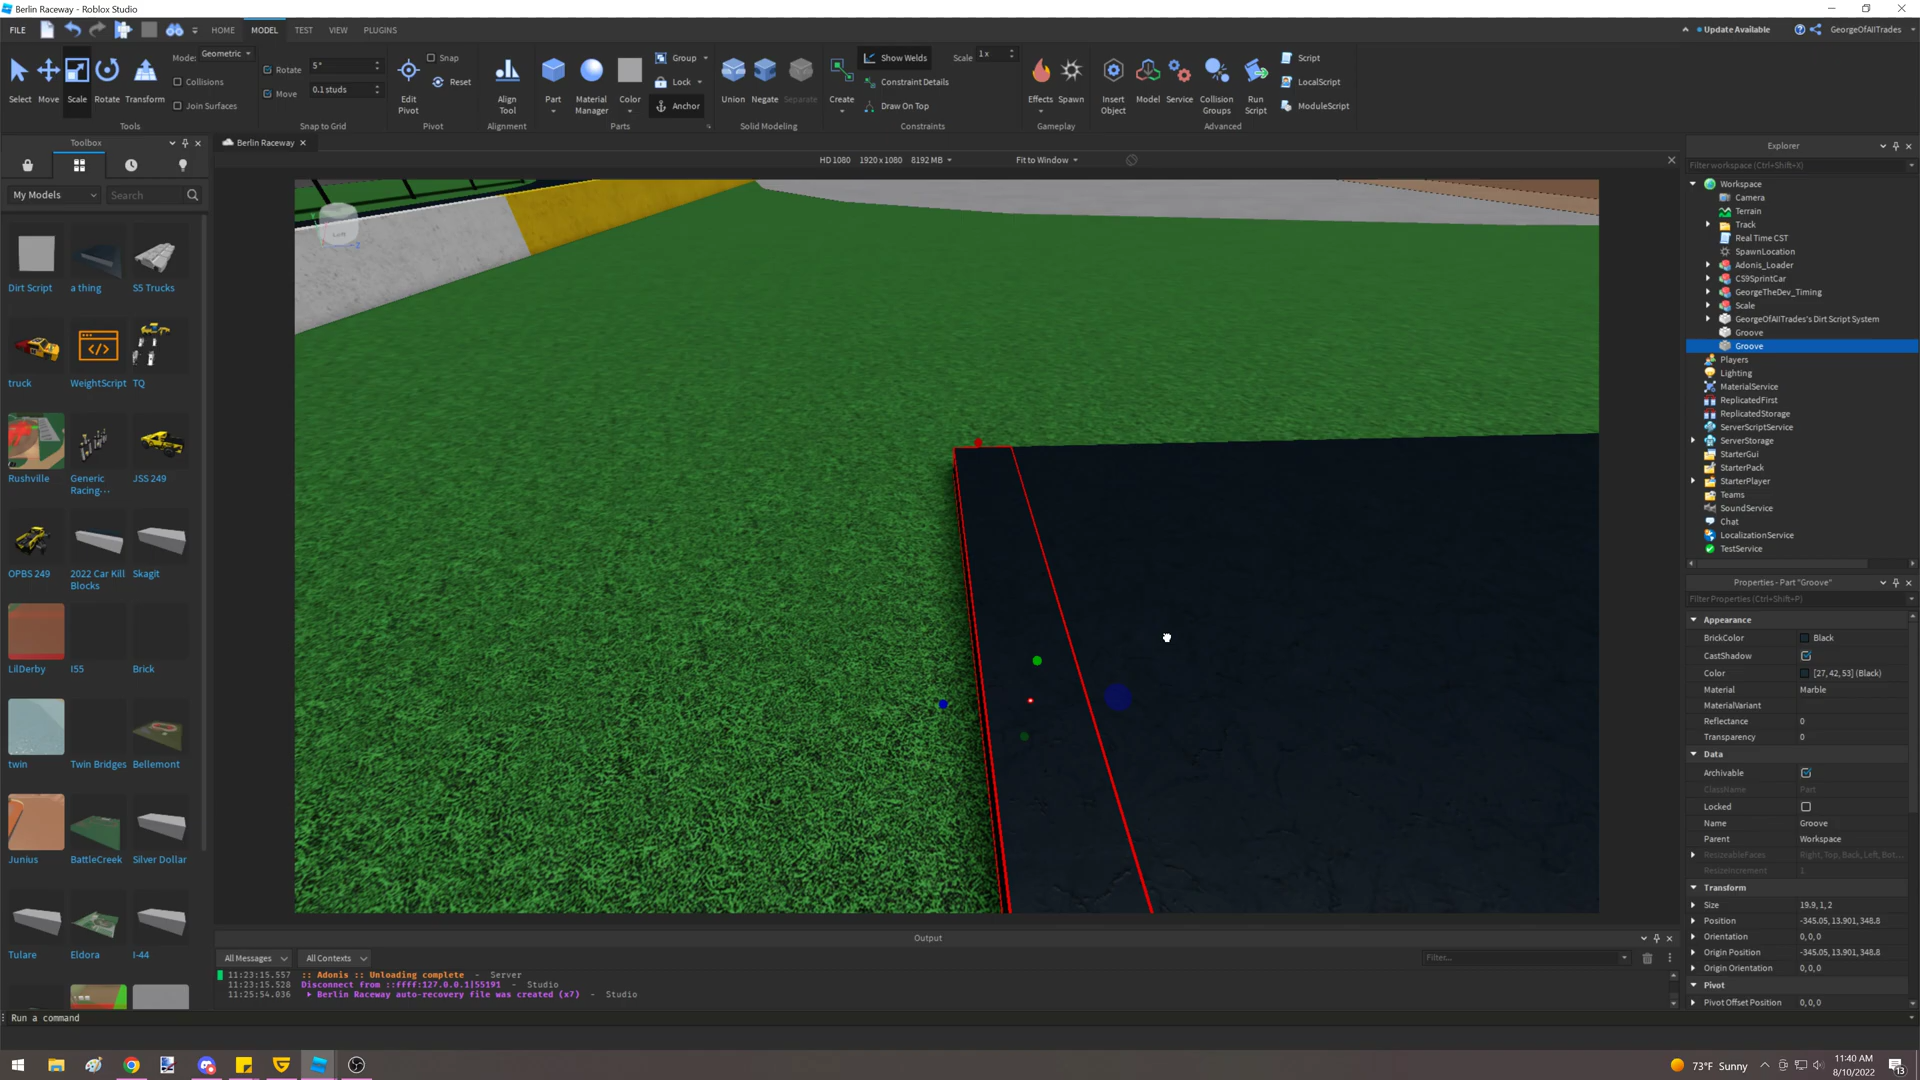 Berlin Raceway - Roblox Studio
FILE HOME MODEL TEST VIEW PLUGINS Update Available GeorgeOfAllTrades
Select Move Scale Rotate Transform
Mode: Geometric
Collisions
Join Surfaces
Tools
Rotate 5°
Move 0.1 studs
Snap to Grid
Edit Pivot
Snap
Reset
Pivot
Align Tool
Alignment
Part Material Manager Color
Group
Lock
Anchor
Parts
Union Negate Separate
Solid Modeling
Create
Show Welds Scale 1x
Constraint Details
Draw On Top
Constraints
Effects Spawn
Gameplay
Insert Object Model Service Collision Groups Run Script
Script
LocalScript
ModuleScript
Advanced
Toolbox
My Models Search
Dirt Script a thing S5 Trucks
truck WeightScript TQ
Rushville Generic Racing... JSS 249
OPBS 249 2022 Car Kill Blocks Skagit
LilDerby I55 Brick
twin Twin Bridges Bellemont
Junius BattleCreek Silver Dollar
Tulare Eldora I-44
Berlin Raceway
HD 1080 1920 x 1080 8192 MB Fit to Window
Explorer
Filter workspace (Ctrl+Shift+X)
Workspace
Camera
Terrain
Track
Real Time CST
SpawnLocation
Adonis_Loader
CS9SprintCar
GeorgeTheDev_Timing
Scale
GeorgeOfAllTrades's Dirt Script System
Groove
Groove
Players
Lighting
MaterialService
ReplicatedFirst
ReplicatedStorage
ServerScriptService
ServerStorage
StarterGui
StarterPack
StarterPlayer
Teams
SoundService
Chat
LocalizationService
TestService
Properties - Part "Groove"
Filter Properties (Ctrl+Shift+P)
Appearance
BrickColor Black
CastShadow
Color [27, 42, 53] (Black)
Material Marble
MaterialVariant
Reflectance 0
Transparency 0
Data
Archivable
ClassName Part
Locked
Name Groove
Parent Workspace
ResizeableFaces Right, Top, Back, Left, Bot...
ResizeIncrement 1
Transform
Size 19.9, 1, 2
Position -345.05, 13.901, 348.8
Orientation 0, 0, 0
Origin Position -345.05, 13.901, 348.8
Origin Orientation 0, 0, 0
Pivot
Pivot Offset Position 0, 0, 0
Output
All Messages All Contexts Filter...
11:23:15.557 :: Adonis :: Unloading complete - Server
11:23:15.528 Disconnect from ::ffff:127.0.0.1|55191 - Studio
11:25:54.036 Berlin Raceway auto-recovery file was created (x7) - Studio
Run a command
73°F Sunny
11:40 AM
8/10/2022
13